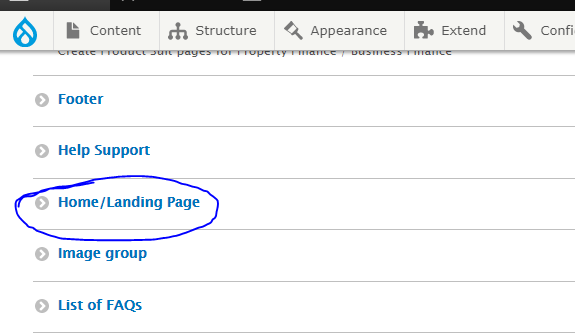 Content
Structure
Appearance
Extend
Confi
Create Product Suit pages for Property Finance / Business Finance
Footer
Help Support
Home/Landing Page
Image group
List of FAQs